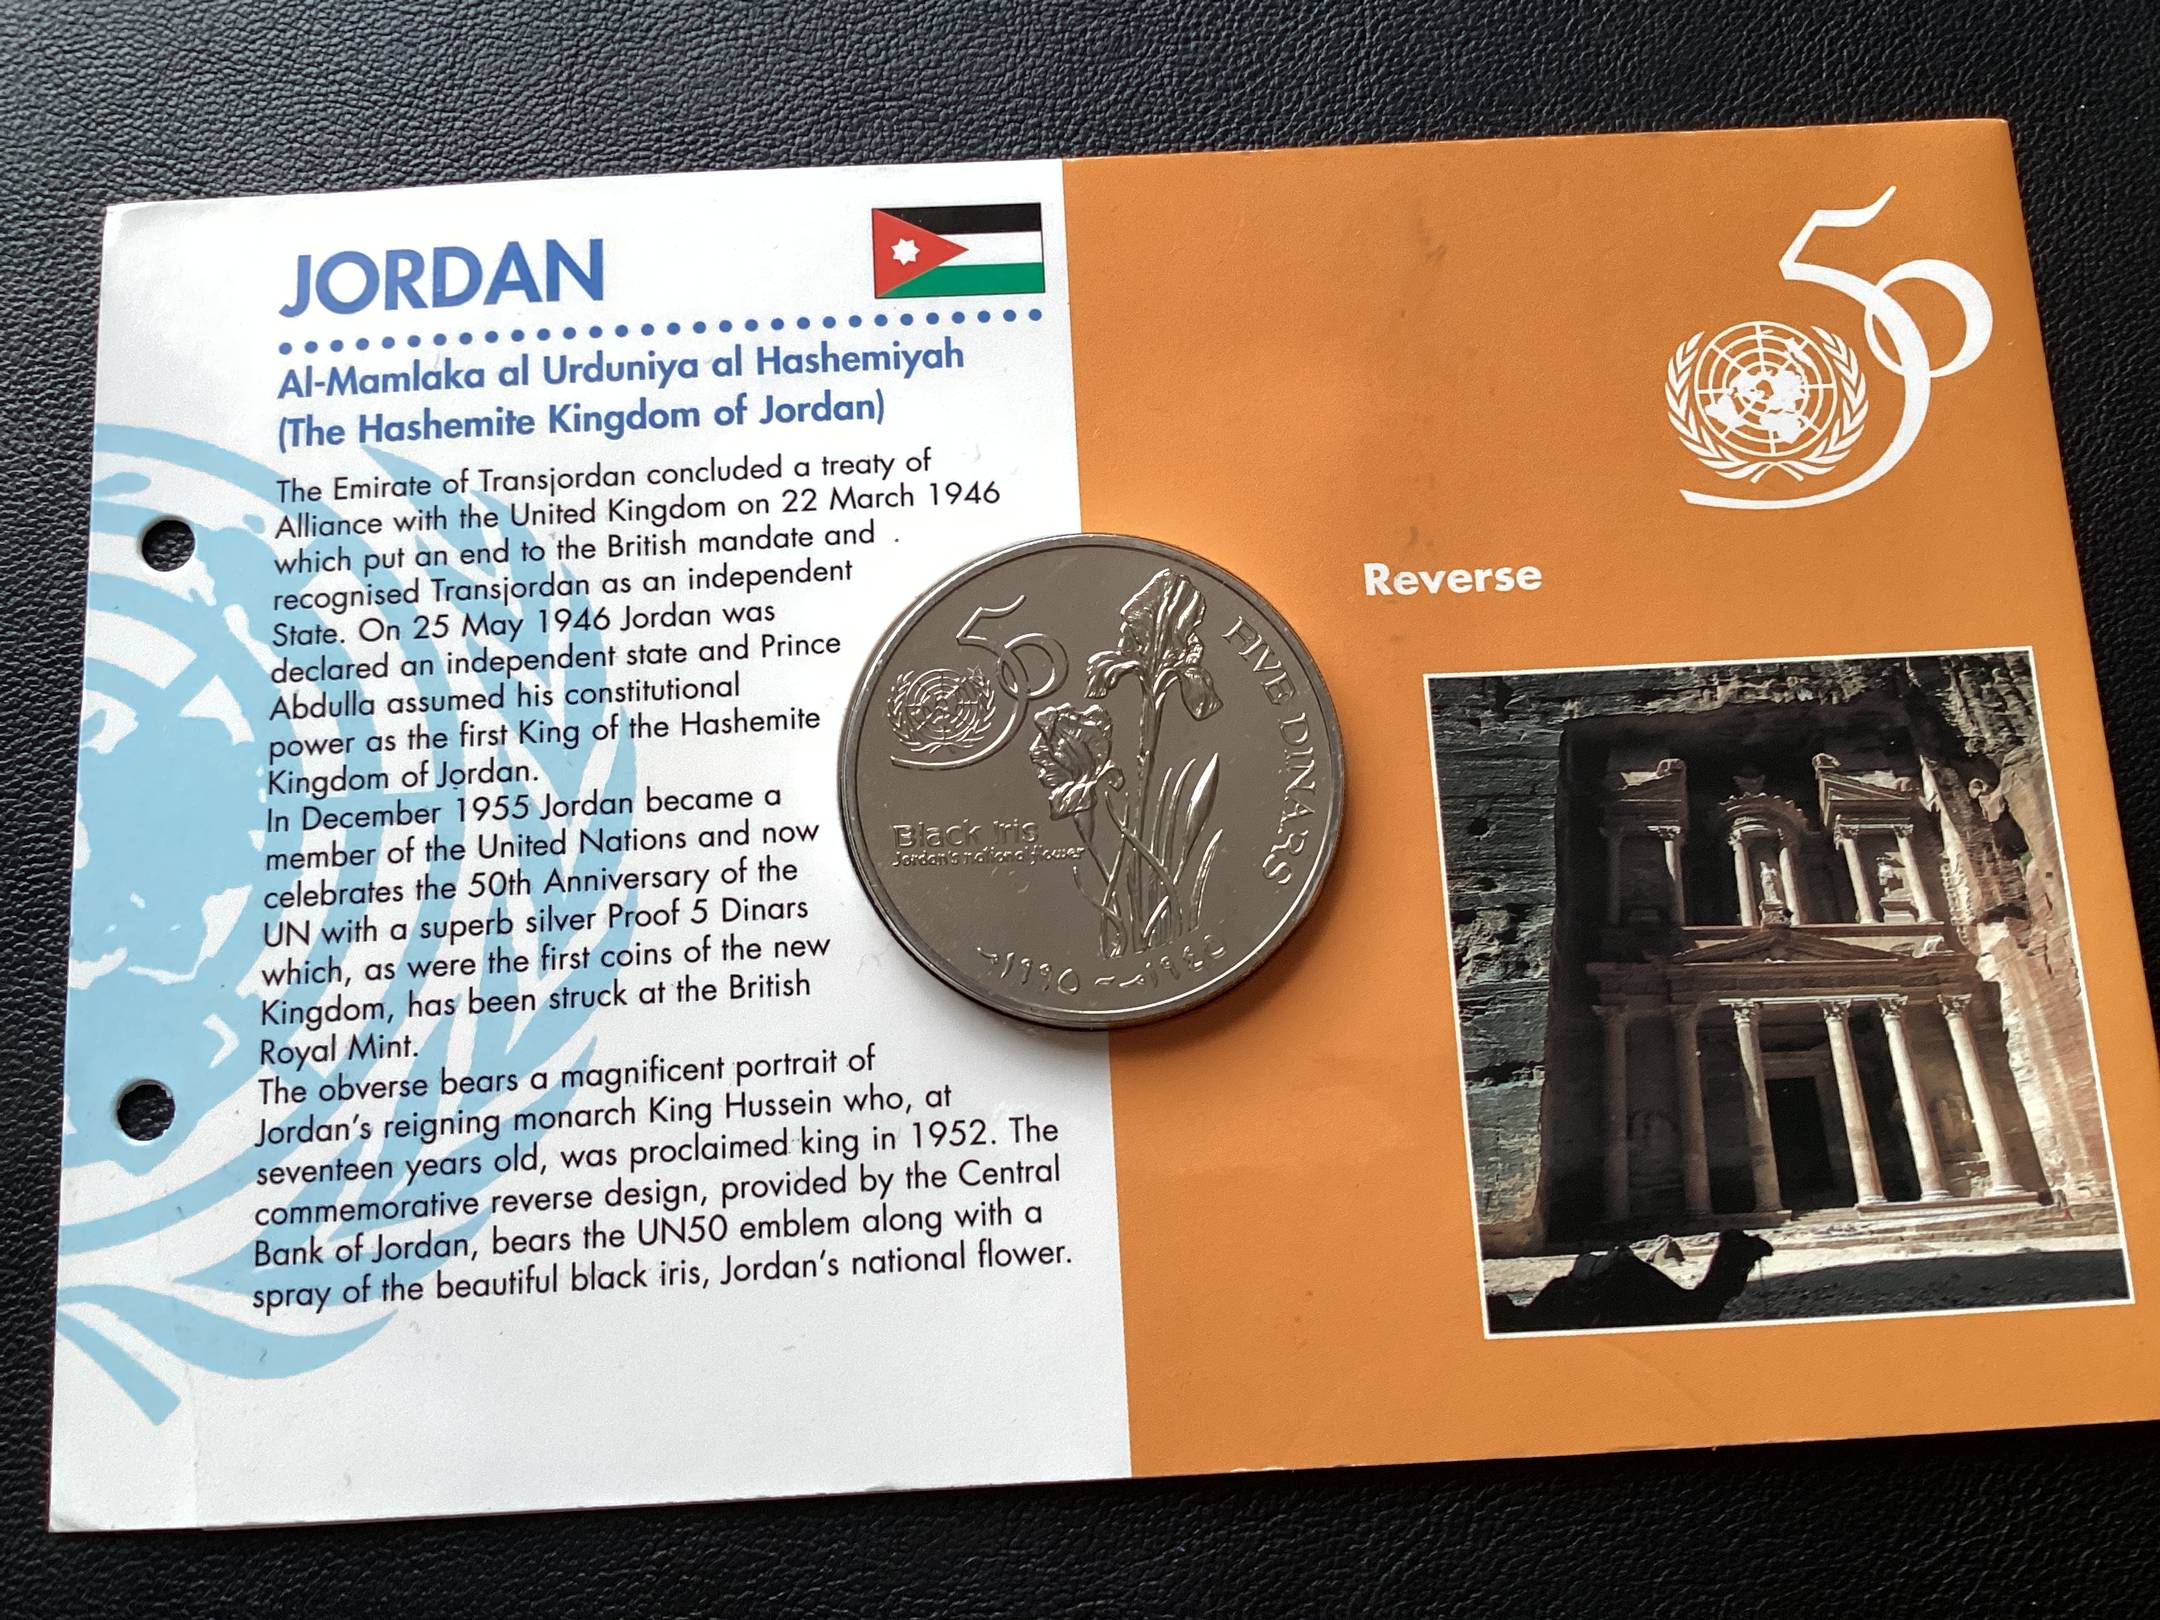 JORDAN
Al-Mamlaka al Urduniya al Hashemiyah
(The Hashemite Kingdom of Jordan)
The Emirate of Transjordan concluded a treaty of
Alliance with the United Kingdom on 22 March 1946
which put an end to the British mandate and .
recognised Transjordan as an independent
State. On 25 May 1946 Jordan was
declared an independent state and Prince
Abdulla assumed his constitutional
power as the first King of the Hashemite
Kingdom of Jordan.
In December 1955 Jordan became a
member of the United Nations and now
celebrates the 50th Anniversary of the
UN with a superb silver Proof 5 Dinars
which, as were the first coins of the new
Kingdom, has been struck at the British
Royal Mint.
The obverse bears a magnificent portrait of
Jordan's reigning monarch King Hussein who, at
seventeen years old, was proclaimed king in 1952. The
commemorative reverse design, provided by the Central
Bank of Jordan, bears the UN50 emblem along with a
spray of the beautiful black iris, Jordan's national flower.
50
FIVE DINARS
Black Iris
Jordan's national flower
١٩٤٥م - ١٩٩٥م
50
Reverse